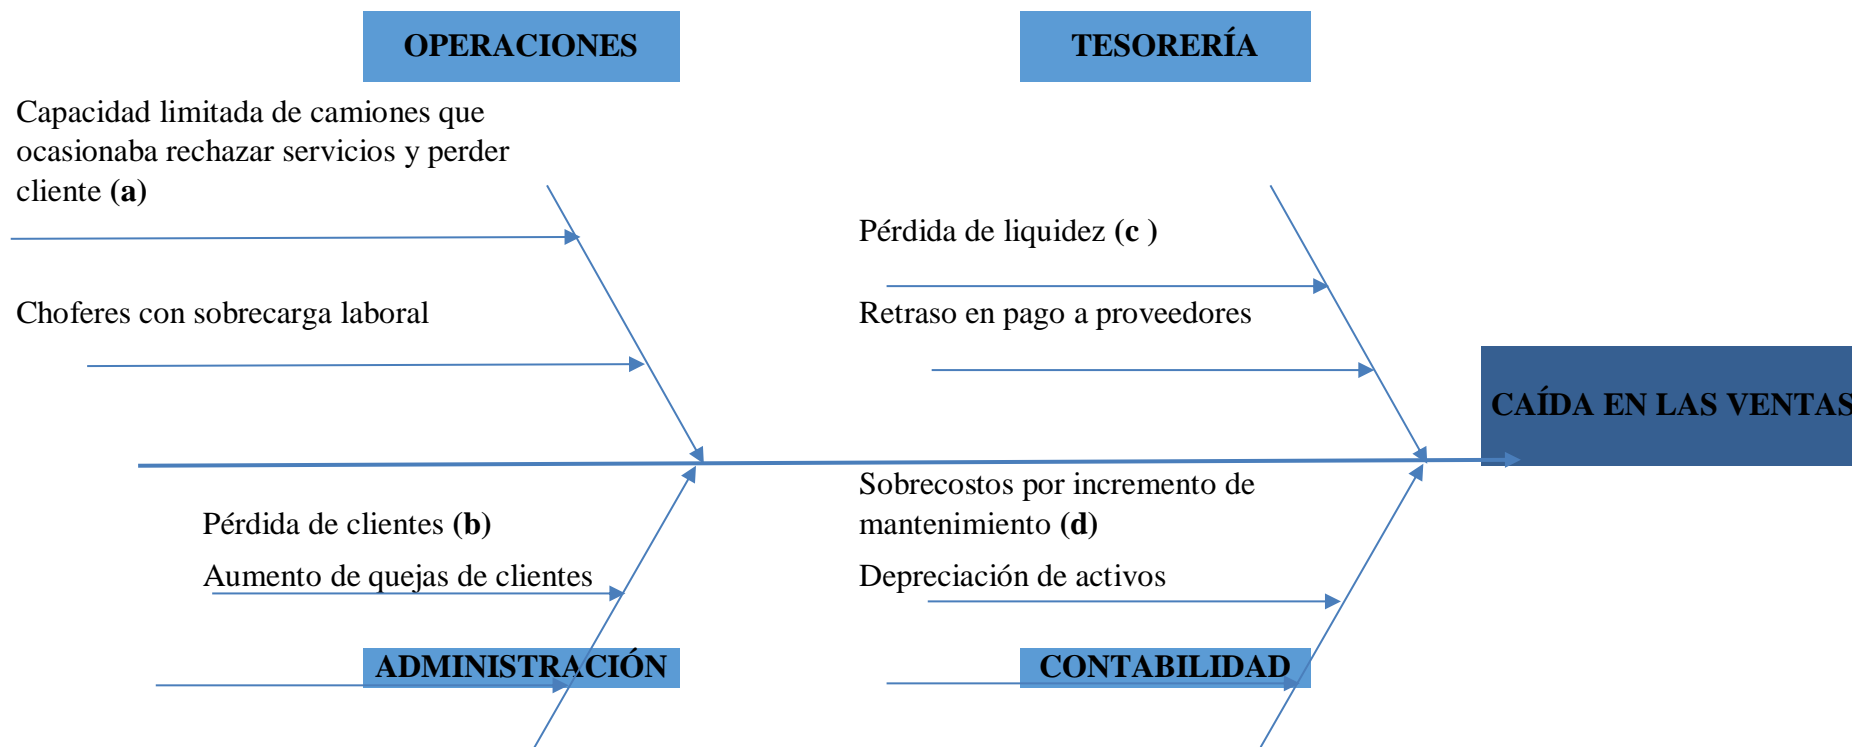 OPERACIONES
TESORERÍA
Capacidad limitada de camiones que
ocasionaba rechazar servicios y perder
cliente (a)
Pérdida de liquidez (c )
Choferes con sobrecarga laboral
Retraso en pago a proveedores
CAÍDA EN LAS VENTAS
Sobrecostos por incremento de
mantenimiento (d)
Pérdida de clientes (b)
Aumento de quejas de clientes
Depreciación de activos
ADMINISTRACIÓN
CONTABILIDAD